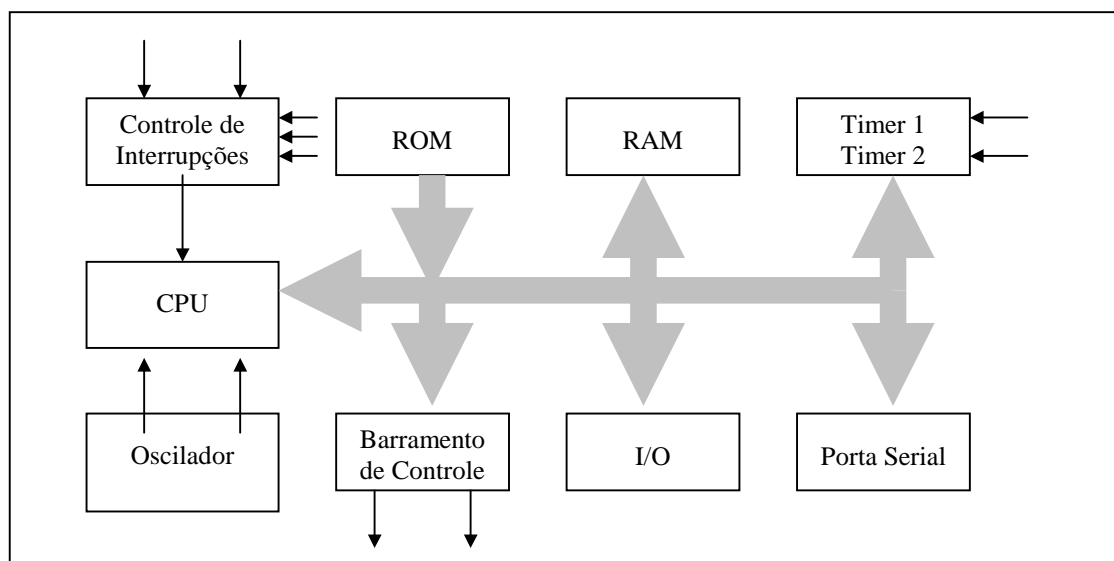 Controle de
Interrupções
ROM
RAM
Timer 1
Timer 2
CPU
Oscilador
Barramento
de Controle
I/O
Porta Serial